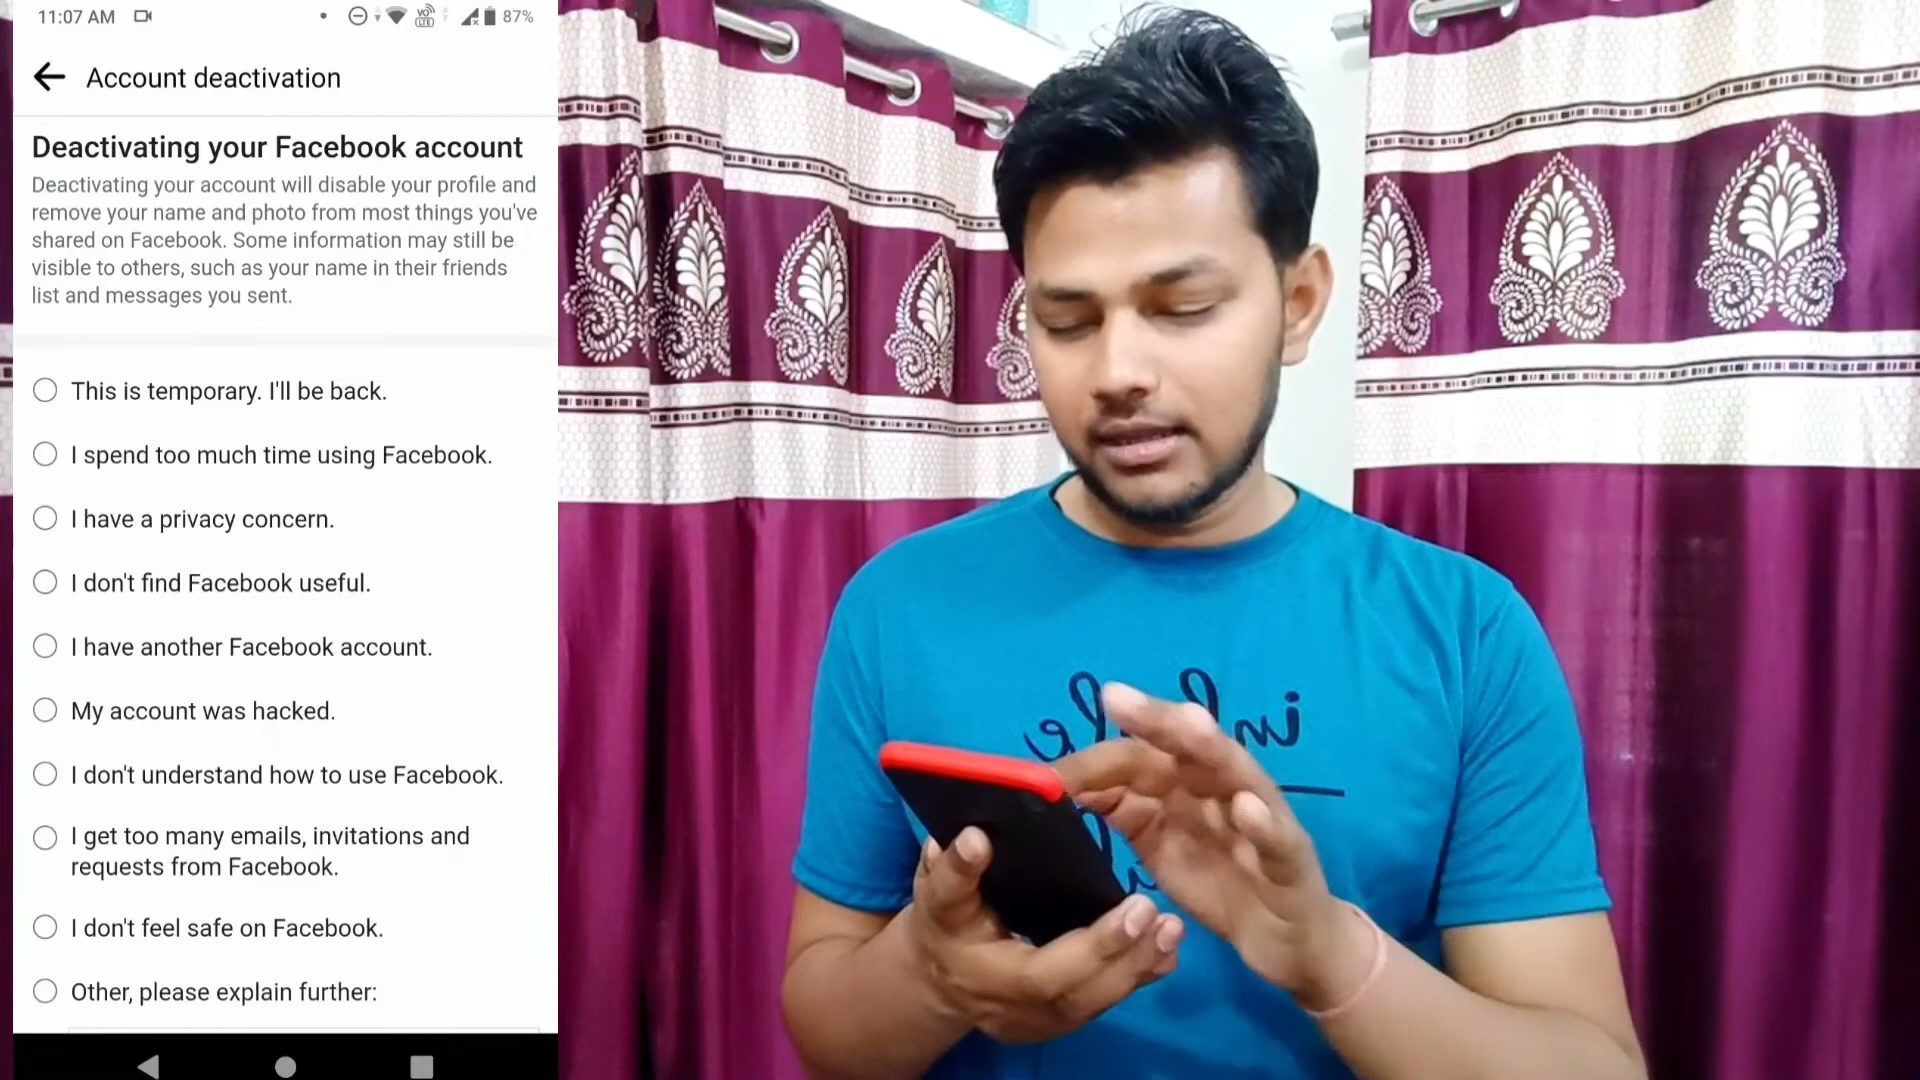 11:07 AM
87%
Account deactivation
Deactivating your Facebook account
Deactivating your account will disable your profile and
remove your name and photo from most things you've
shared on Facebook. Some information may still be
visible to others, such as your name in their friends
list and messages you sent.
This is temporary. I'll be back.
I spend too much time using Facebook.
I have a privacy concern.
I don't find Facebook useful.
I have another Facebook account.
My account was hacked.
I don't understand how to use Facebook.
I get too many emails, invitations and
requests from Facebook.
I don't feel safe on Facebook.
Other, please explain further: